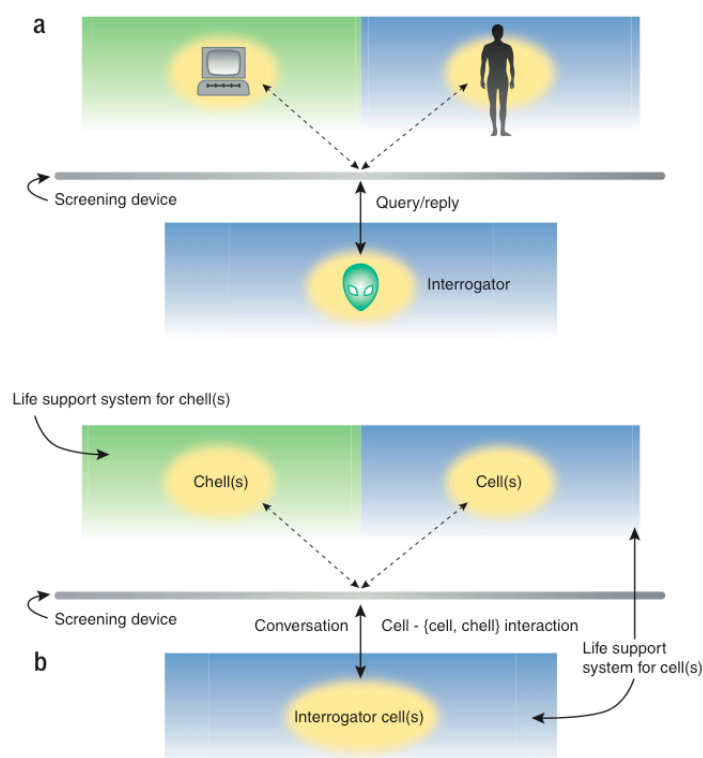 a
Screening device
Query/reply
Interrogator
Life support system for chell(s)
Chell(s)
Cell(s)
Screening device
Conversation
Cell - {cell, chell} interaction
Life support
system for cell(s)
b
Interrogator cell(s)